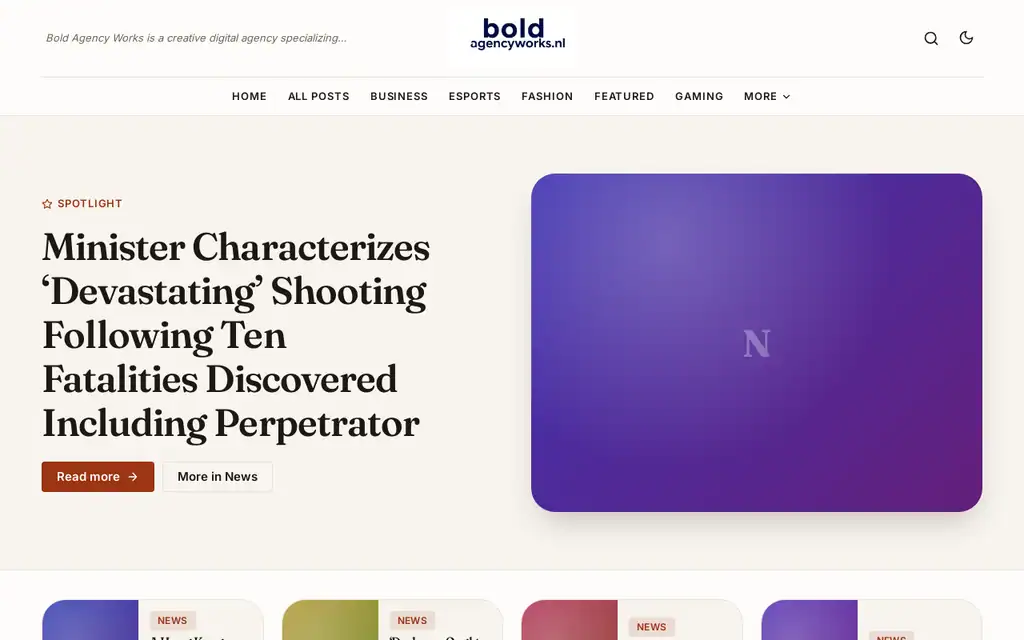 Bold Agency Works is a creative digital agency specializing...
bold
agencyworks.nl
HOME
ALL POSTS
BUSINESS
ESPORTS
FASHION
FEATURED
GAMING
MORE
SPOTLIGHT
Minister Characterizes
‘Devastating’ Shooting
Following Ten
Fatalities Discovered
Including Perpetrator
Read more
More in News
N
NEWS
NEWS
NEWS
NEWS